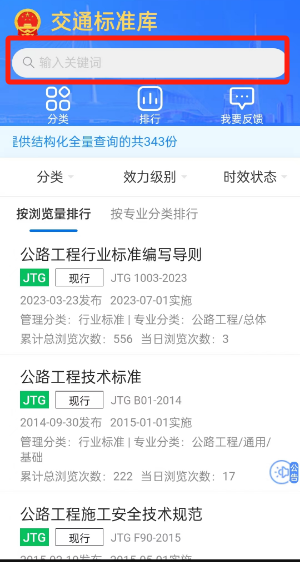 交通标准库
输入关键词
分类 排行 我要反馈
提供结构化全量查询的共343份
分类 效力级别 时效状态
按浏览量排行 按专业分类排行
公路工程行业标准编写导则
JTG 现行 JTG 1003-2023
2023-03-23发布 2023-07-01实施
管理分类：行业标准 | 专业分类：公路工程/总体
累计总浏览次数：556 当日浏览次数：3
公路工程技术标准
JTG 现行 JTG B01-2014
2014-09-30发布 2015-01-01实施
管理分类：行业标准 | 专业分类：公路工程/通用/
基础
累计总浏览次数：222 当日浏览次数：17
公告
公路工程施工安全技术规范
JTG 现行 JTG F90-2015